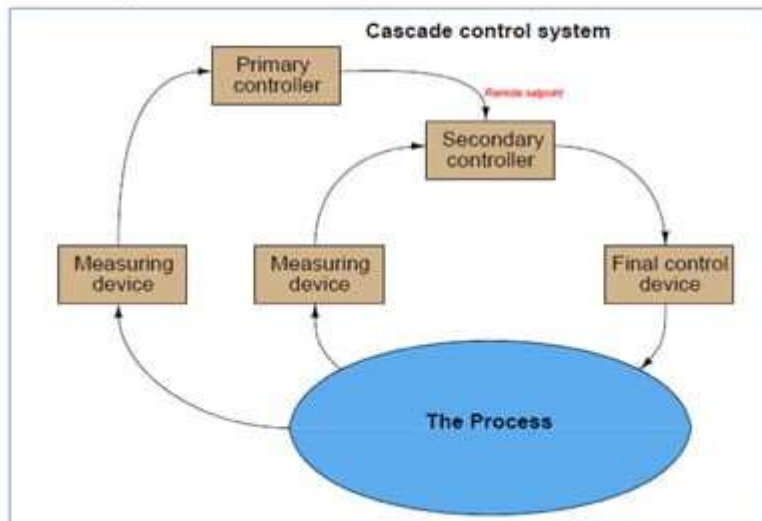 Cascade control system
Primary
controller
Remote setpoint
Secondary
controller
Measuring
device
Measuring
device
Final control
device
The Process